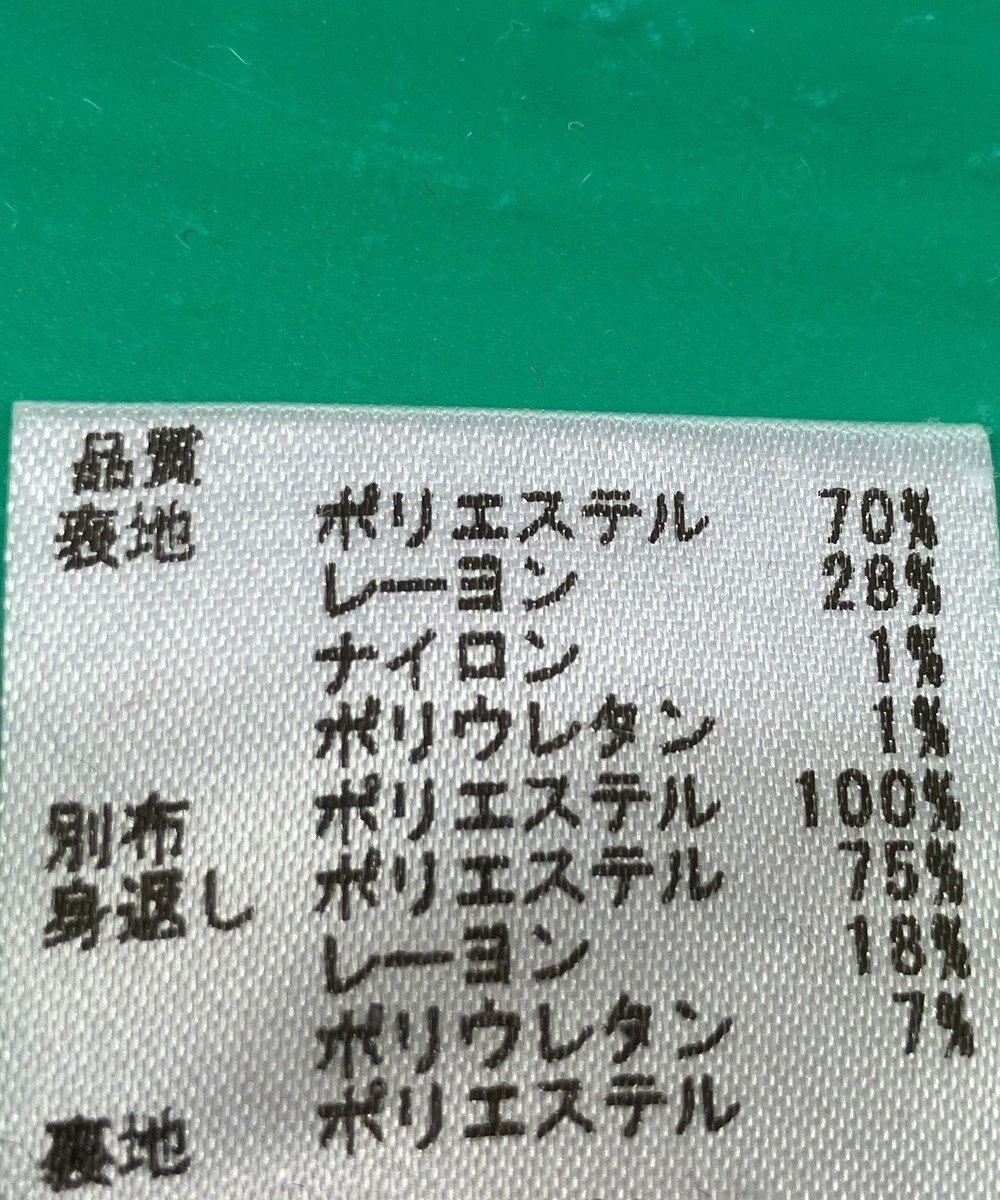 品質
表地 ポリエステル 70%
レーヨン 28%
ナイロン 1%
ポリウレタン 1%
別布 ポリエステル 100%
身返し ポリエステル 75%
レーヨン 18%
ポリウレタン 7%
裏地 ポリエステル